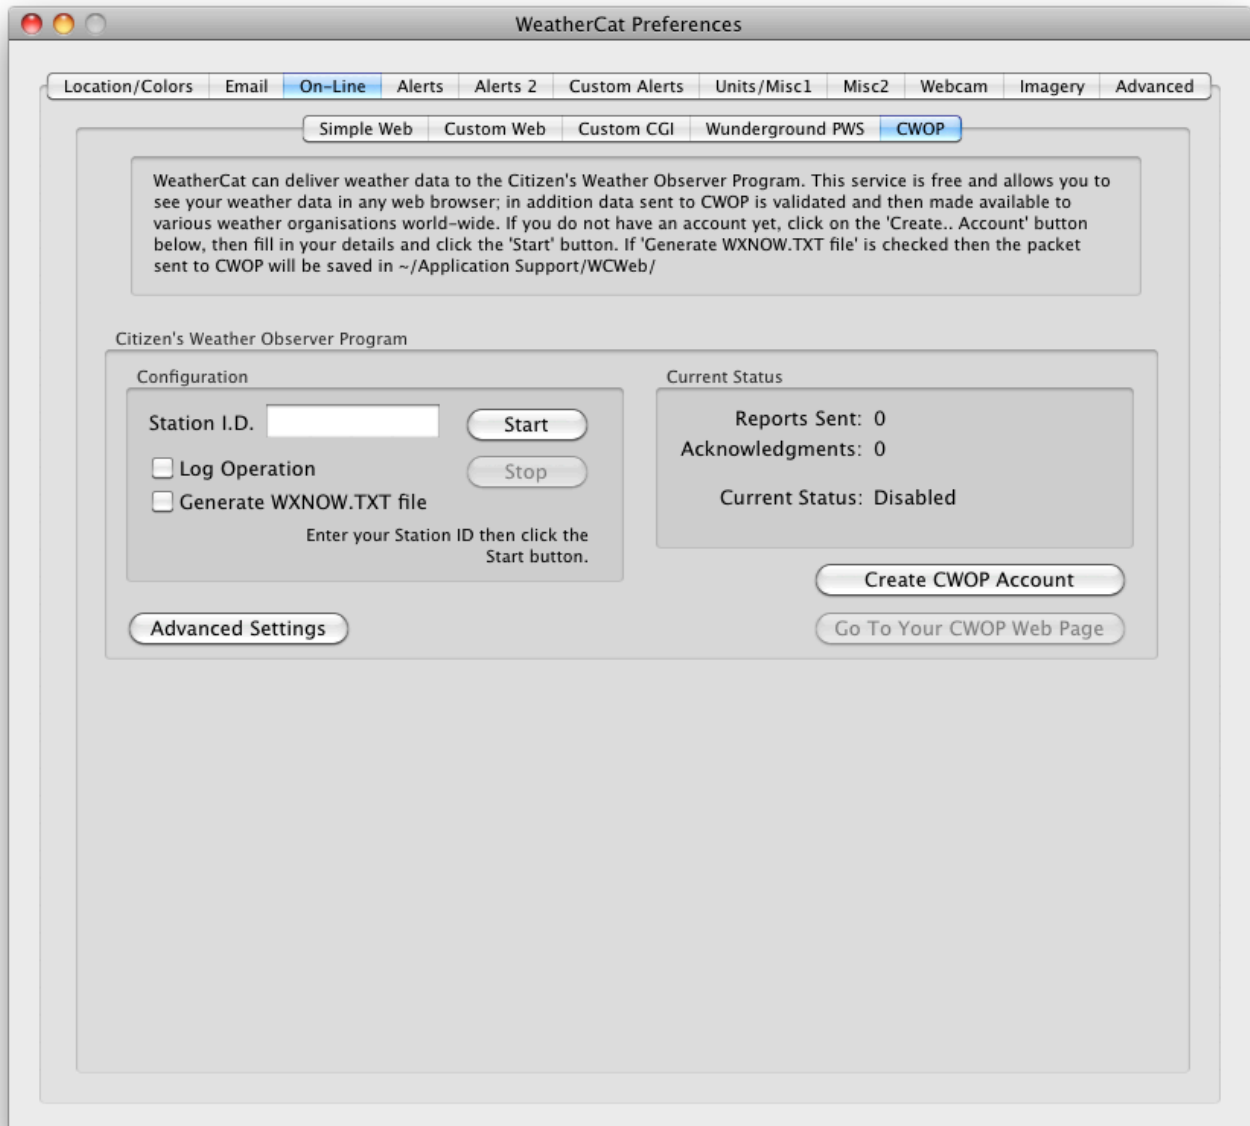 WeatherCat Preferences
Location/Colors Email On-Line Alerts Alerts 2 Custom Alerts Units/Misc1 Misc2 Webcam Imagery Advanced
Simple Web Custom Web Custom CGI Wunderground PWS CWOP
WeatherCat can deliver weather data to the Citizen's Weather Observer Program. This service is free and allows you to
see your weather data in any web browser; in addition data sent to CWOP is validated and then made available to
various weather organisations world-wide. If you do not have an account yet, click on the 'Create.. Account' button
below, then fill in your details and click the 'Start' button. If 'Generate WXNOW.TXT file' is checked then the packet
sent to CWOP will be saved in ~/Application Support/WCWeb/
Citizen's Weather Observer Program
Configuration
Station I.D.
Start
Log Operation
Stop
Generate WXNOW.TXT file
Enter your Station ID then click the
Start button.
Advanced Settings
Current Status
Reports Sent: 0
Acknowledgments: 0
Current Status: Disabled
Create CWOP Account
Go To Your CWOP Web Page